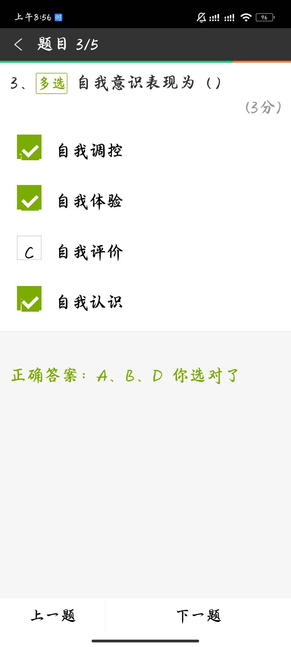 上午8:56
96
题目 3/5
3、多选 自我意识表现为（）
（3分）
自我调控
自我体验
C 自我评价
自我认识
正确答案：A、B、D 你选对了
上一题 下一题